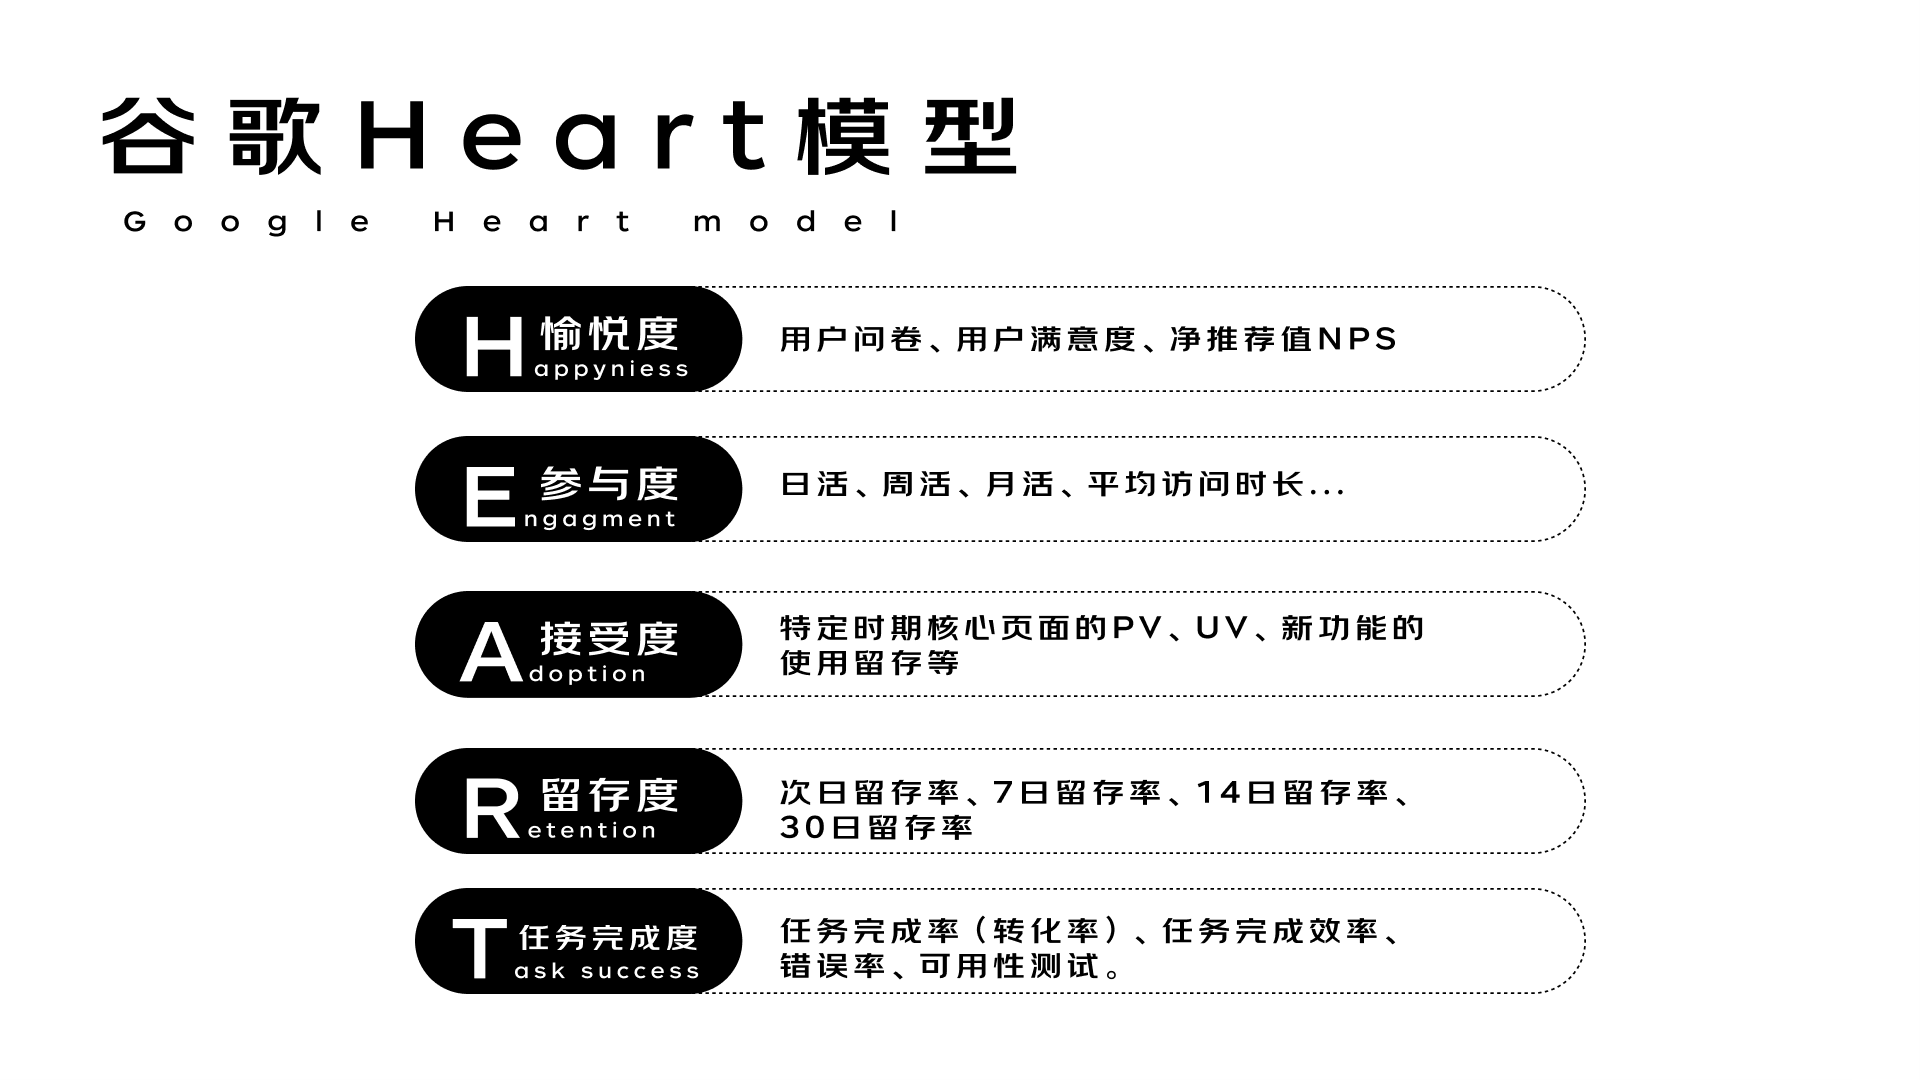 谷歌Heart模型
Google Heart model
H 愉悦度
appyniess
用户问卷、用户满意度、净推荐值NPS
E 参与度
ngagment
日活、周活、月活、平均访问时长...
A 接受度
doption
特定时期核心页面的PV、UV、新功能的
使用留存等
R 留存度
etention
次日留存率、7日留存率、14日留存率、
30日留存率
T 任务完成度
ask success
任务完成率（转化率）、任务完成效率、
错误率、可用性测试。